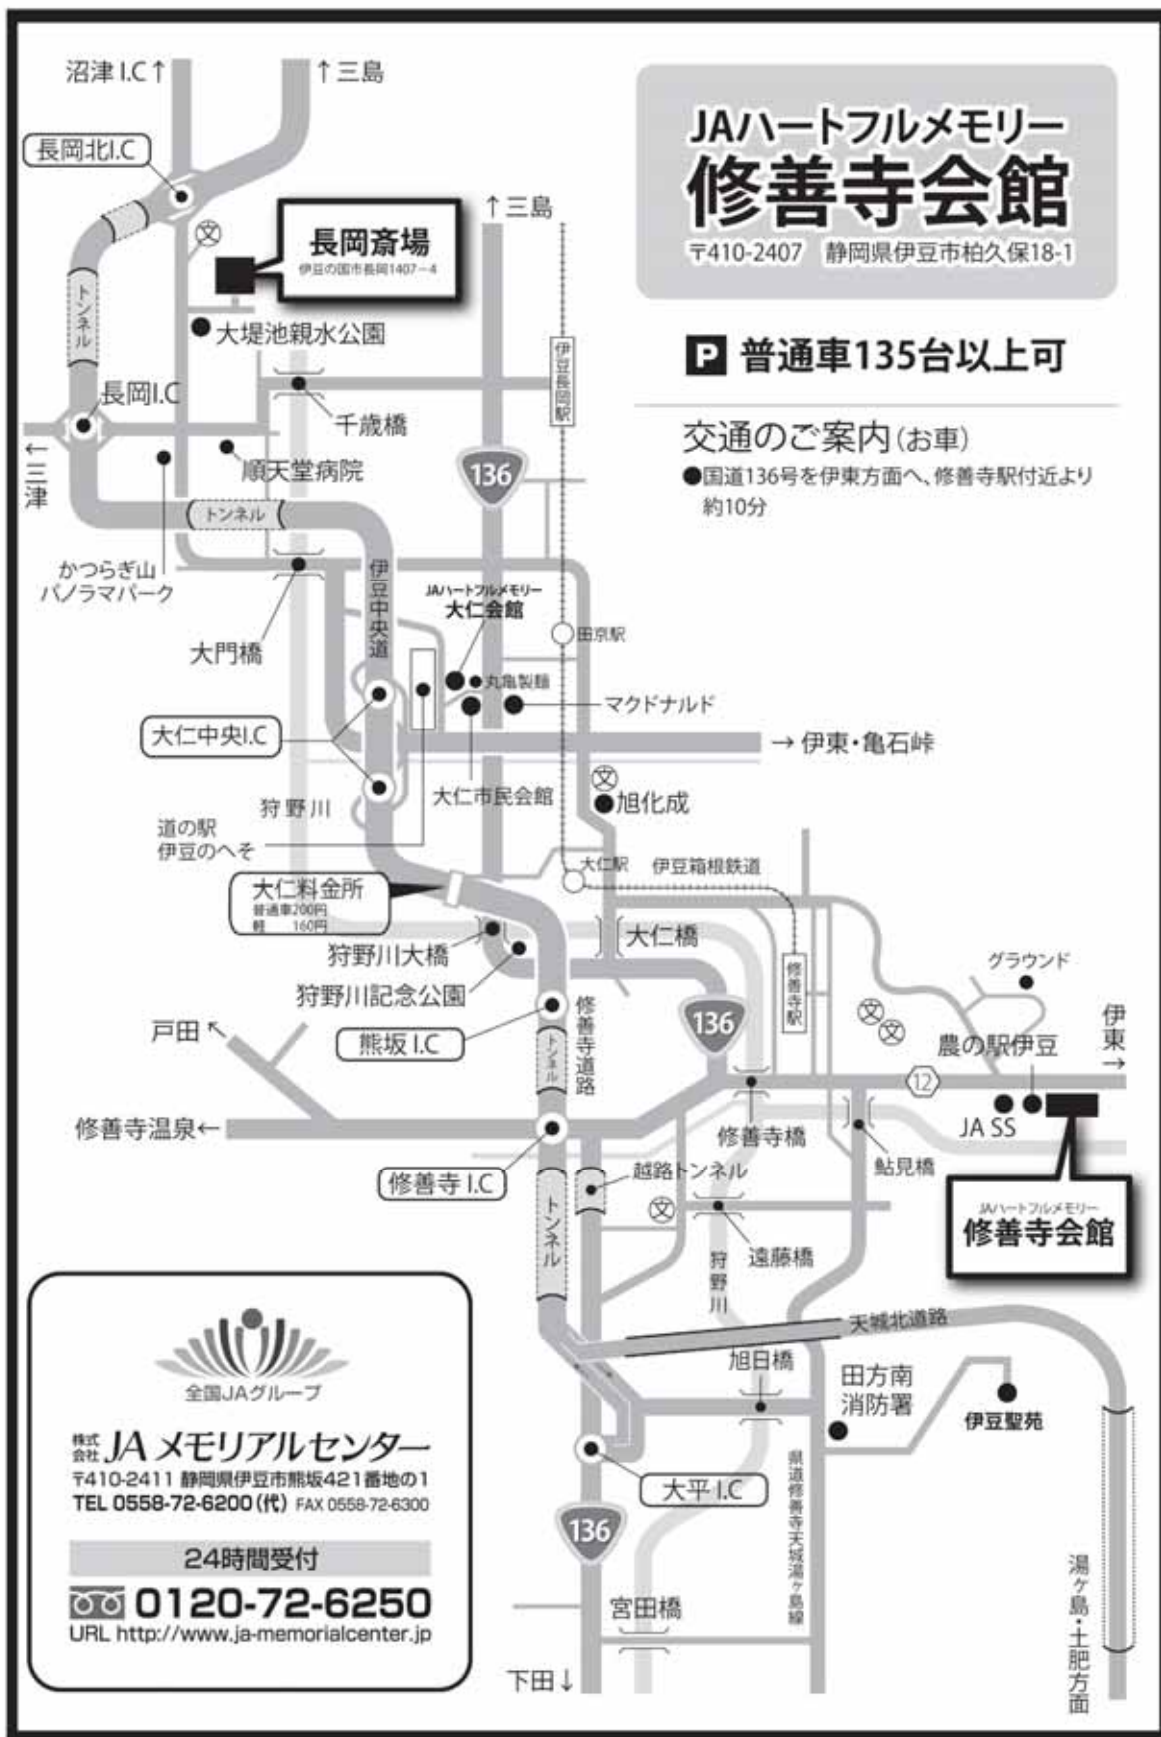 沼津 I.C↑
↑三島
長岡北I.C
JAハートフルメモリー
修善寺会館
〒410-2407 静岡県伊豆市柏久保18-1
↑三島
文
長岡斎場
伊豆の国市長岡1407-4
トンネル
大堤池親水公園
P 普通車135台以上可
伊豆長岡駅
長岡I.C
千歳橋
交通のご案内(お車)
←三津
順天堂病院
136
●国道136号を伊東方面へ、修善寺駅付近より
約10分
トンネル
かつらぎ山
パノラマパーク
伊豆中央道
JAハートフルメモリー
大仁会館
田京駅
大門橋
丸亀製麺
マクドナルド
大仁中央I.C
→ 伊東・亀石峠
文
大仁市民会館
旭化成
狩野川
道の駅
伊豆のへそ
大仁駅
伊豆箱根鉄道
大仁料金所
普通車200円
軽 160円
狩野川大橋
大仁橋
グラウンド
狩野川記念公園
修善寺駅
136
文
文
伊東→
戸田↖
熊坂 I.C
修善寺道路
農の駅伊豆
トンネル
12
修善寺温泉←
修善寺橋
JA SS
鮎見橋
修善寺 I.C
越路トンネル
トンネル
文
遠藤橋
JAハートフルメモリー
修善寺会館
狩野川
天城北道路
旭日橋
田方南
消防署
伊豆聖苑
全国JAグループ
株式会社 JA メモリアルセンター
〒410-2411 静岡県伊豆市熊坂421番地の1
TEL 0558-72-6200(代) FAX 0558-72-6300
大平 I.C
県道修善寺天城湯ヶ島線
136
24時間受付
0120-72-6250
URL http://www.ja-memorialcenter.jp
湯ヶ島・土肥方面
宮田橋
下田↓